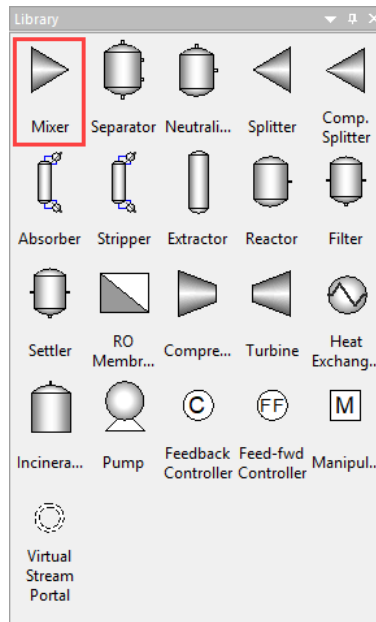 Library
Mixer
Separator
Neutrali...
Splitter
Comp.
Splitter
Absorber
Stripper
Extractor
Reactor
Filter
Settler
RO
Membr...
Compre...
Turbine
Heat
Exchang...
Incinera...
Pump
C
Feedback
Controller
FF
Feed-fwd
Controller
M
Manipul...
Virtual
Stream
Portal